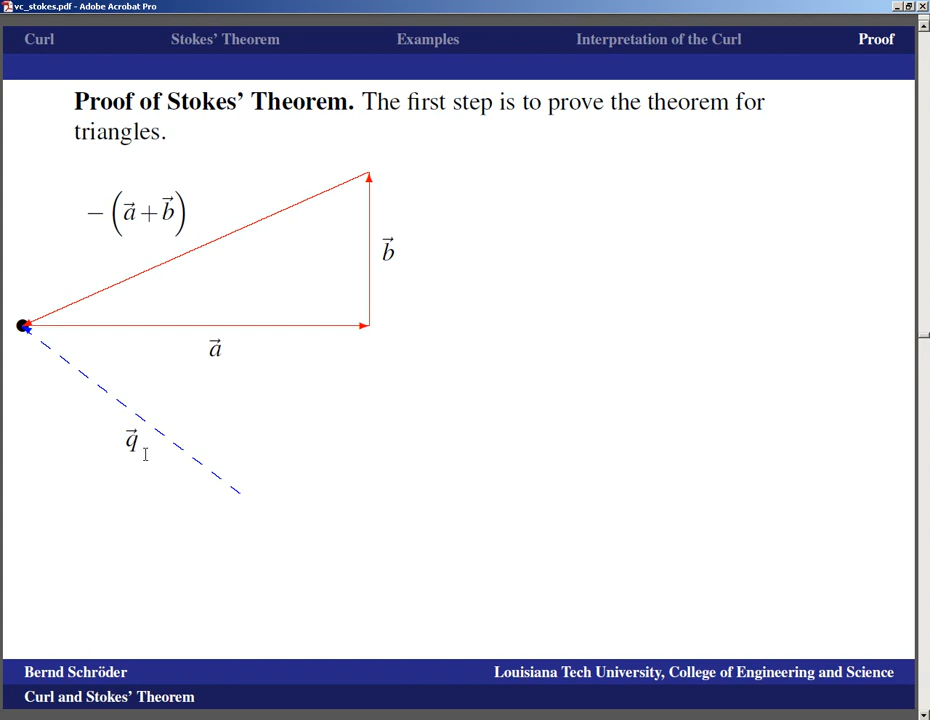 vc_stokes.pdf - Adobe Acrobat Pro
Curl Stokes’ Theorem Examples Interpretation of the Curl Proof
Proof of Stokes’ Theorem. The first step is to prove the theorem for
triangles.
−(a⃗+b⃗)
b⃗
a⃗
q⃗
Bernd Schröder Louisiana Tech University, College of Engineering and Science
Curl and Stokes’ Theorem